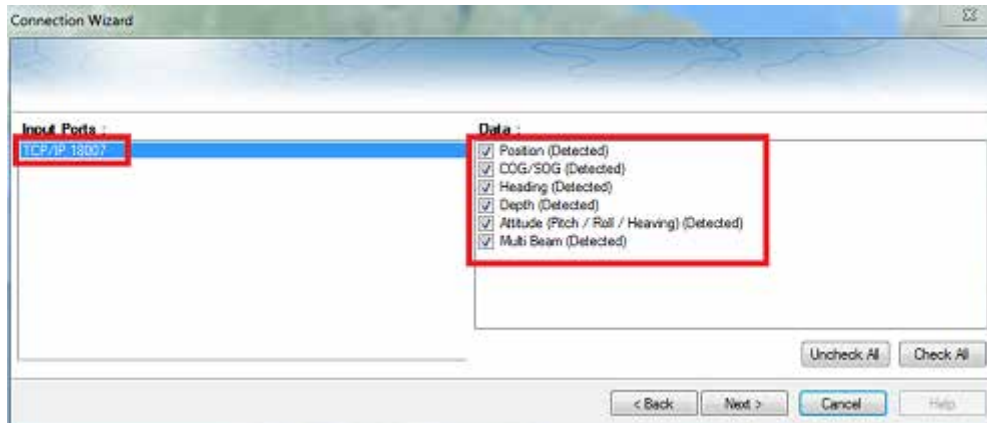 Connection Wizard
Input Ports :
TCP/IP 18007
Data :
Position (Detected)
COG/SOG (Detected)
Heading (Detected)
Depth (Detected)
Attitude (Pitch / Roll / Heaving) (Detected)
Multi Beam (Detected)
Uncheck All
Check All
< Back
Next >
Cancel
Help